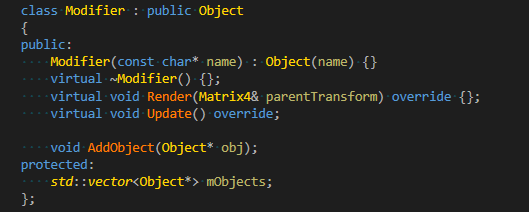 class Modifier : public Object
{
public:
    Modifier(const char* name) : Object(name) {}
    virtual ~Modifier() {};
    virtual void Render(Matrix4& parentTransform) override {};
    virtual void Update() override;

    void AddObject(Object* obj);
protected:
    std::vector<Object*> mObjects;
};